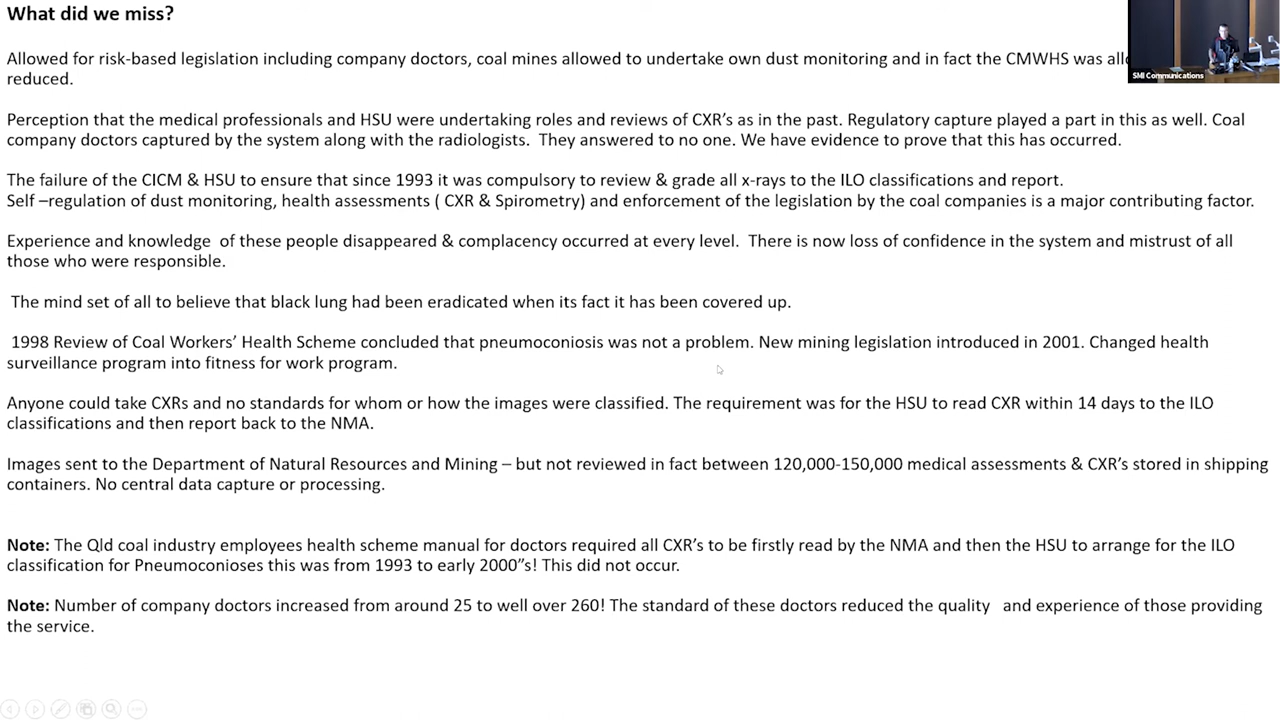 What did we miss?
Allowed for risk-based legislation including company doctors, coal mines allowed to undertake own dust monitoring and in fact the CMWHS was
reduced.
Perception that the medical professionals and HSU were undertaking roles and reviews of CXR's as in the past. Regulatory capture played a part in this as well. Coal
company doctors captured by the system along with the radiologists. They answered to no one. We have evidence to prove that this has occurred.
The failure of the CICM & HSU to ensure that since 1993 it was compulsory to review & grade all x-rays to the ILO classifications and report.
Self –regulation of dust monitoring, health assessments ( CXR & Spirometry) and enforcement of the legislation by the coal companies is a major contributing factor.
Experience and knowledge of these people disappeared & complacency occurred at every level. There is now loss of confidence in the system and mistrust of all
those who were responsible.
The mind set of all to believe that black lung had been eradicated when its fact it has been covered up.
1998 Review of Coal Workers' Health Scheme concluded that pneumoconiosis was not a problem. New mining legislation introduced in 2001. Changed health
surveillance program into fitness for work program.
Anyone could take CXRs and no standards for whom or how the images were classified. The requirement was for the HSU to read CXR within 14 days to the ILO
classifications and then report back to the NMA.
Images sent to the Department of Natural Resources and Mining – but not reviewed in fact between 120,000-150,000 medical assessments & CXR's stored in shipping
containers. No central data capture or processing.
Note: The Qld coal industry employees health scheme manual for doctors required all CXR's to be firstly read by the NMA and then the HSU to arrange for the ILO
classification for Pneumoconioses this was from 1993 to early 2000"s! This did not occur.
Note: Number of company doctors increased from around 25 to well over 260! The standard of these doctors reduced the quality and experience of those providing
the service.
SMI Communications